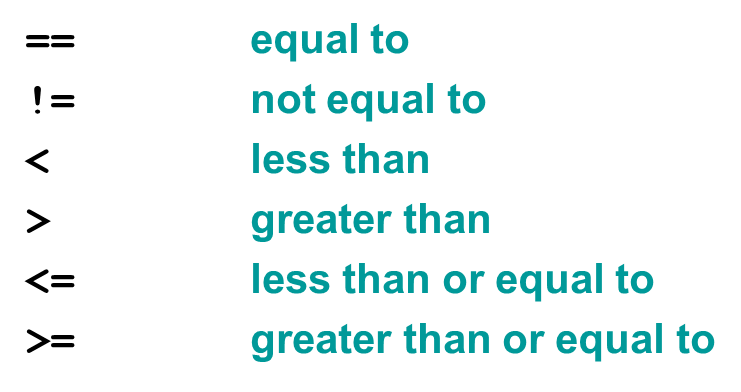 == equal to
!= not equal to
< less than
> greater than
<= less than or equal to
>= greater than or equal to